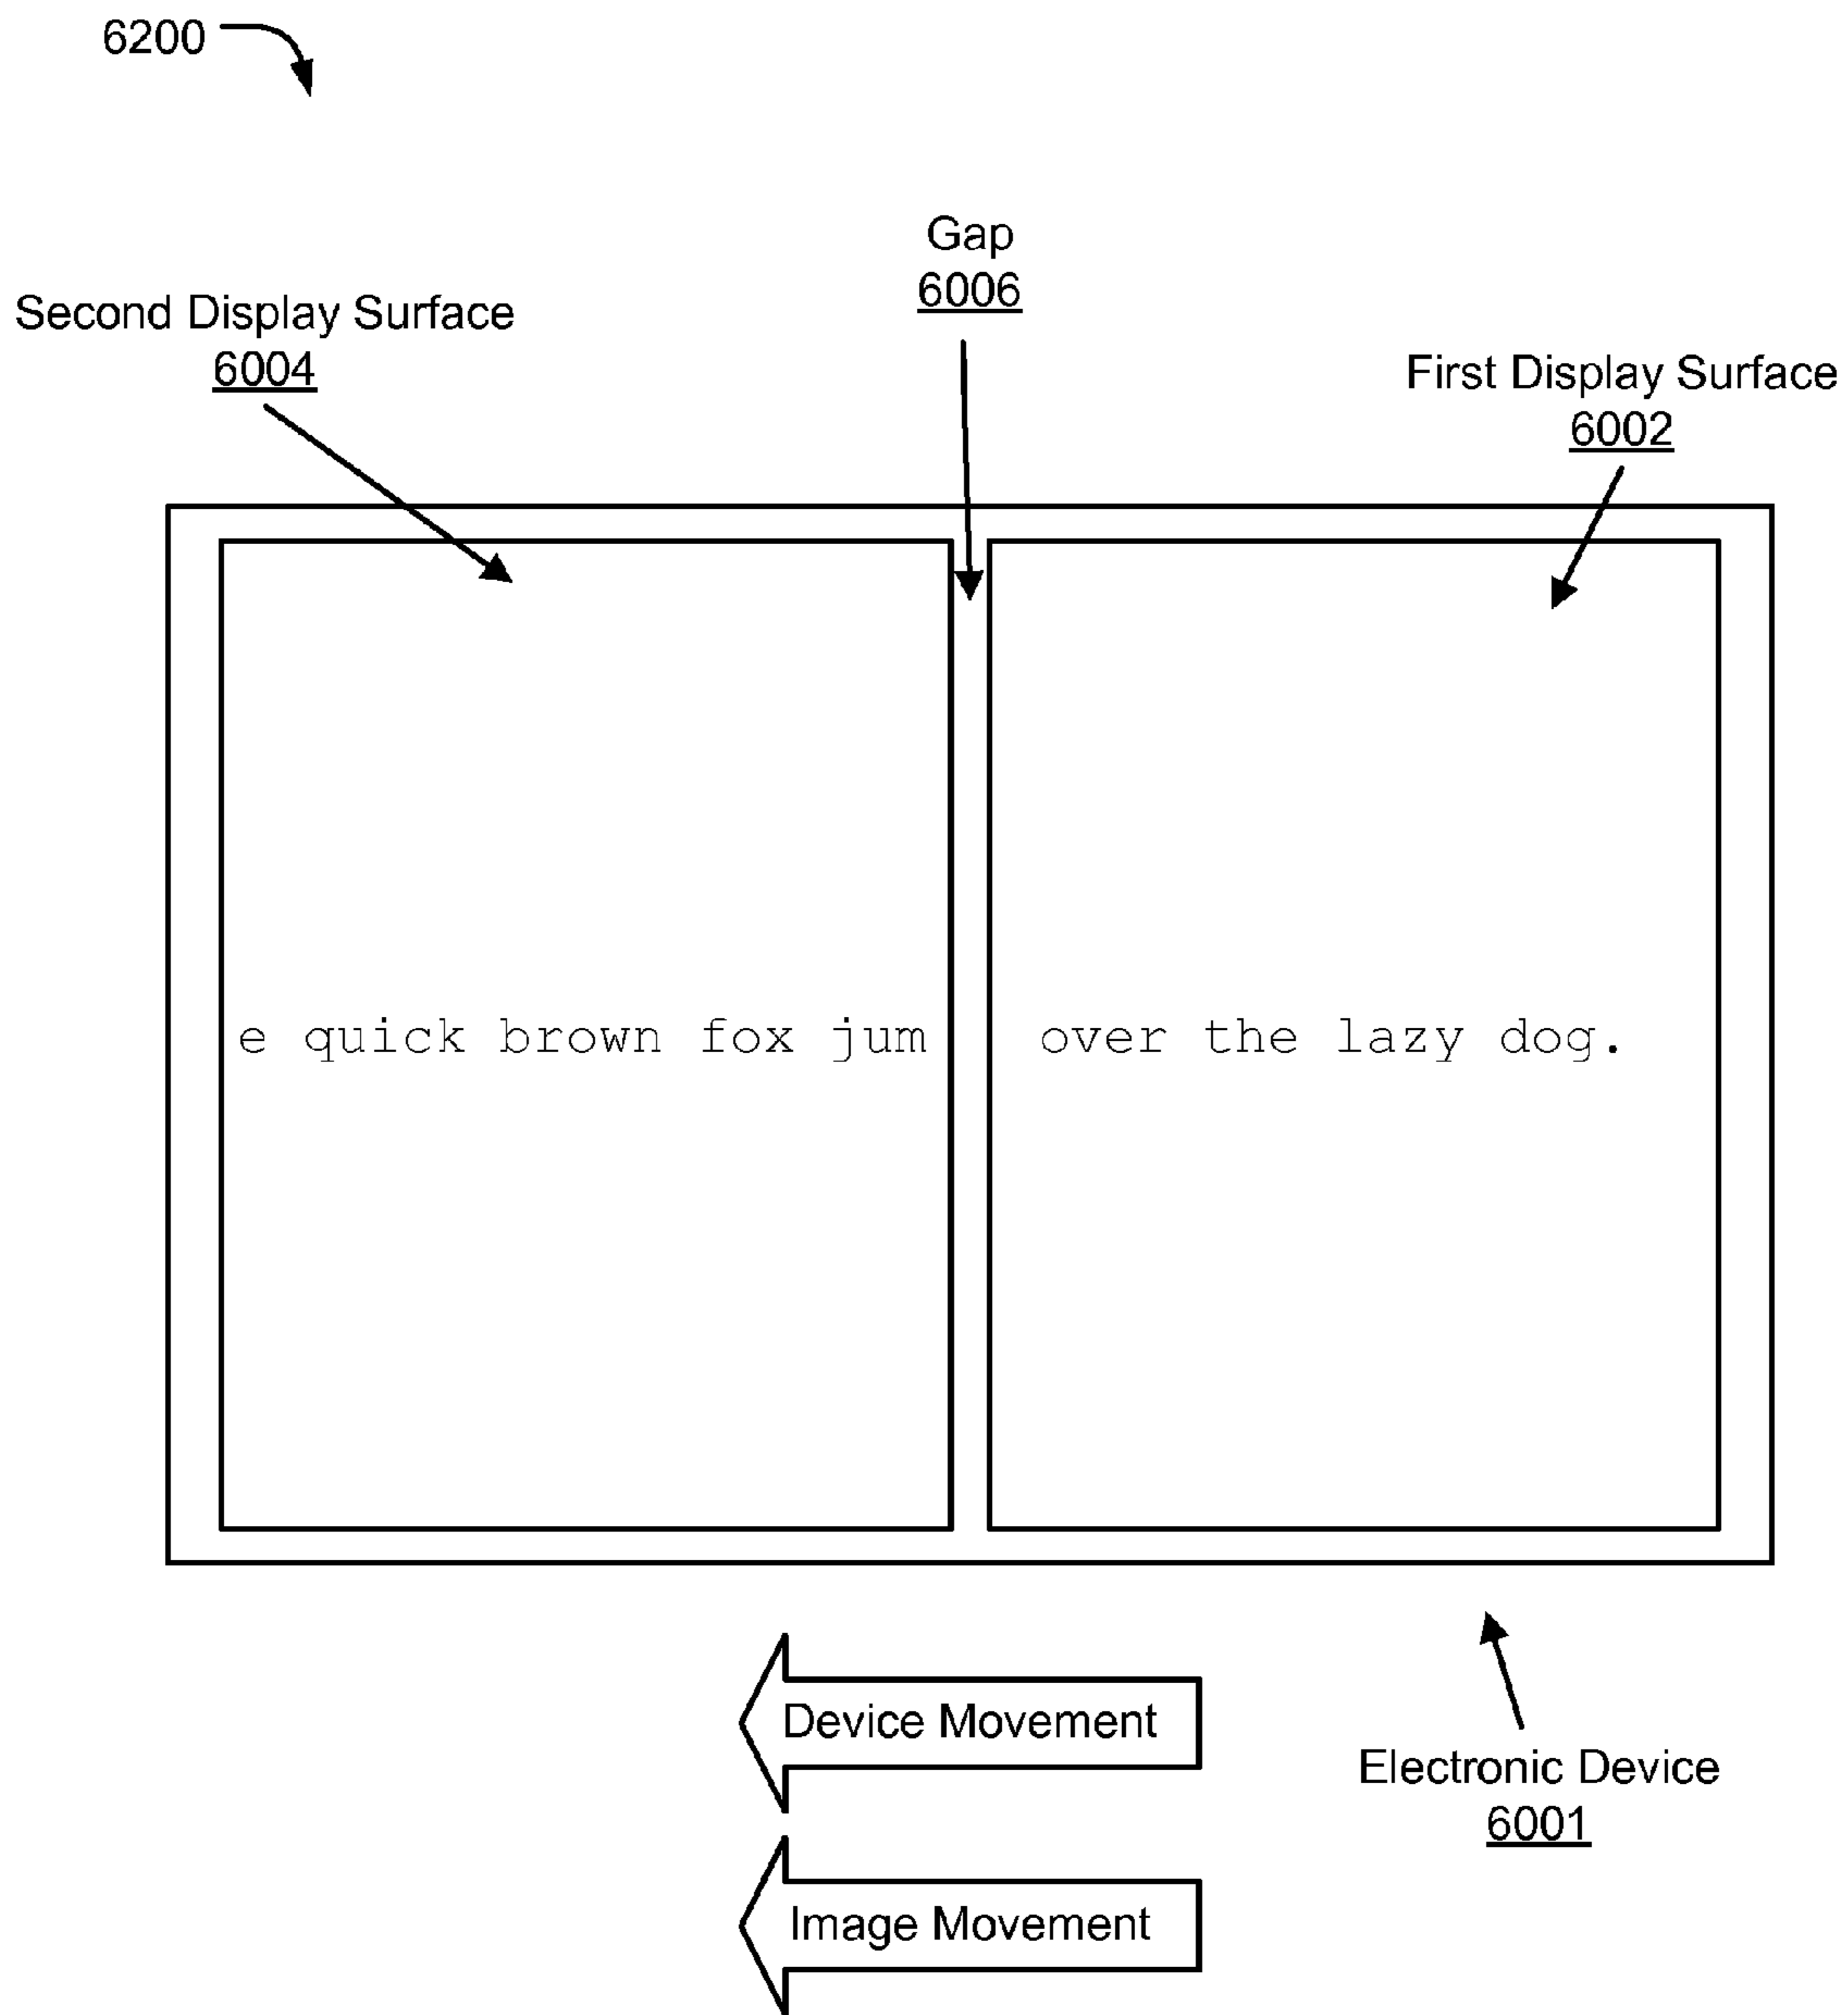 6200
Gap
6006
Second Display Surface
6004
First Display Surface
6002
e quick brown fox jum
over the lazy dog.
Device Movement
Electronic Device
6001
Image Movement